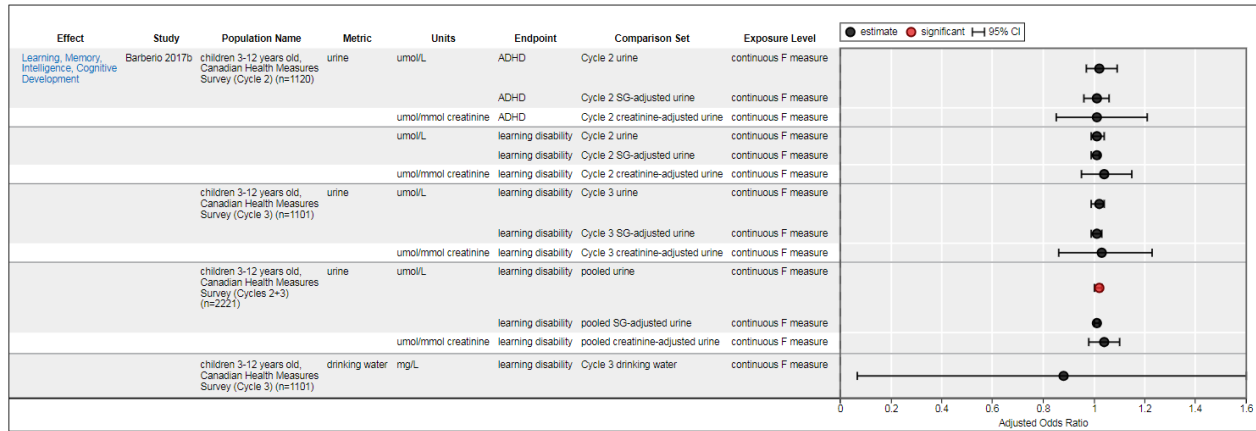 estimate significant 95% CI
Effect Study Population Name Metric Units Endpoint Comparison Set Exposure Level
Learning, Memory, Barberio 2017b children 3-12 years old, urine umol/L ADHD Cycle 2 urine continuous F measure
Intelligence, Cognitive Canadian Health Measures
Development Survey (Cycle 2) (n=1120)
ADHD Cycle 2 SG-adjusted urine continuous F measure
umol/mmol creatinine ADHD Cycle 2 creatinine-adjusted urine continuous F measure
umol/L learning disability Cycle 2 urine continuous F measure
learning disability Cycle 2 SG-adjusted urine continuous F measure
umol/mmol creatinine learning disability Cycle 2 creatinine-adjusted urine continuous F measure
children 3-12 years old, urine umol/L learning disability Cycle 3 urine continuous F measure
Canadian Health Measures
Survey (Cycle 3) (n=1101)
learning disability Cycle 3 SG-adjusted urine continuous F measure
umol/mmol creatinine learning disability Cycle 3 creatinine-adjusted urine continuous F measure
children 3-12 years old, urine umol/L learning disability pooled urine continuous F measure
Canadian Health Measures
Survey (Cycles 2+3)
(n=2221)
learning disability pooled SG-adjusted urine continuous F measure
umol/mmol creatinine learning disability pooled creatinine-adjusted urine continuous F measure
children 3-12 years old, drinking water mg/L learning disability Cycle 3 drinking water continuous F measure
Canadian Health Measures
Survey (Cycle 3) (n=1101)
0 0.2 0.4 0.6 0.8 1 1.2 1.4 1.6
Adjusted Odds Ratio